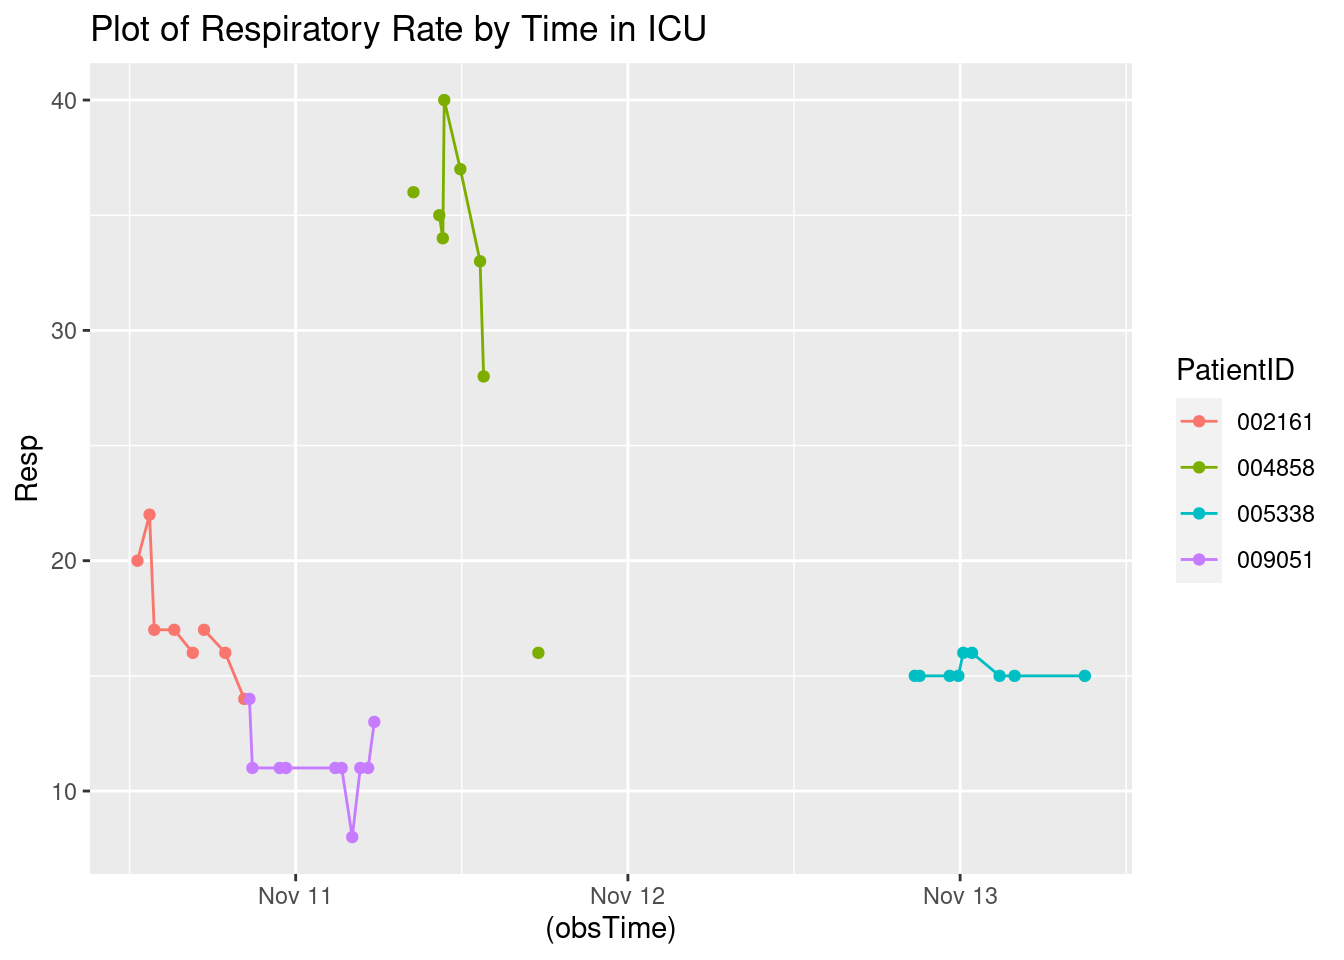 Plot of Respiratory Rate by Time in ICU
40
30
20
10
Resp
Nov 11
Nov 12
Nov 13
(obsTime)
PatientID
002161
004858
005338
009051